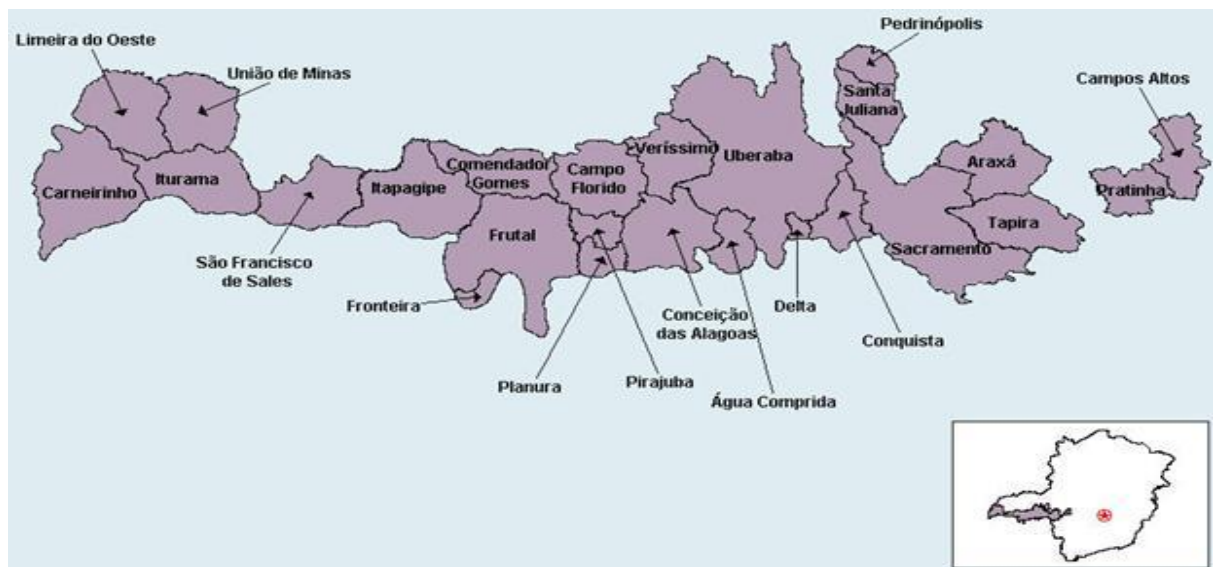 Pedrinópolis
Limeira do Oeste
União de Minas
Campos Altos
Santa
Juliana
Veríssimo
Uberaba
Comendador
Gomes
Campo
Florido
Araxá
Carneirinho
Iturama
Itapagipe
Pratinha
Frutal
Tapira
Sacramento
São Francisco
de Sales
Fronteira
Conceição
das Alagoas
Delta
Conquista
Planura
Pirajuba
Água Comprida